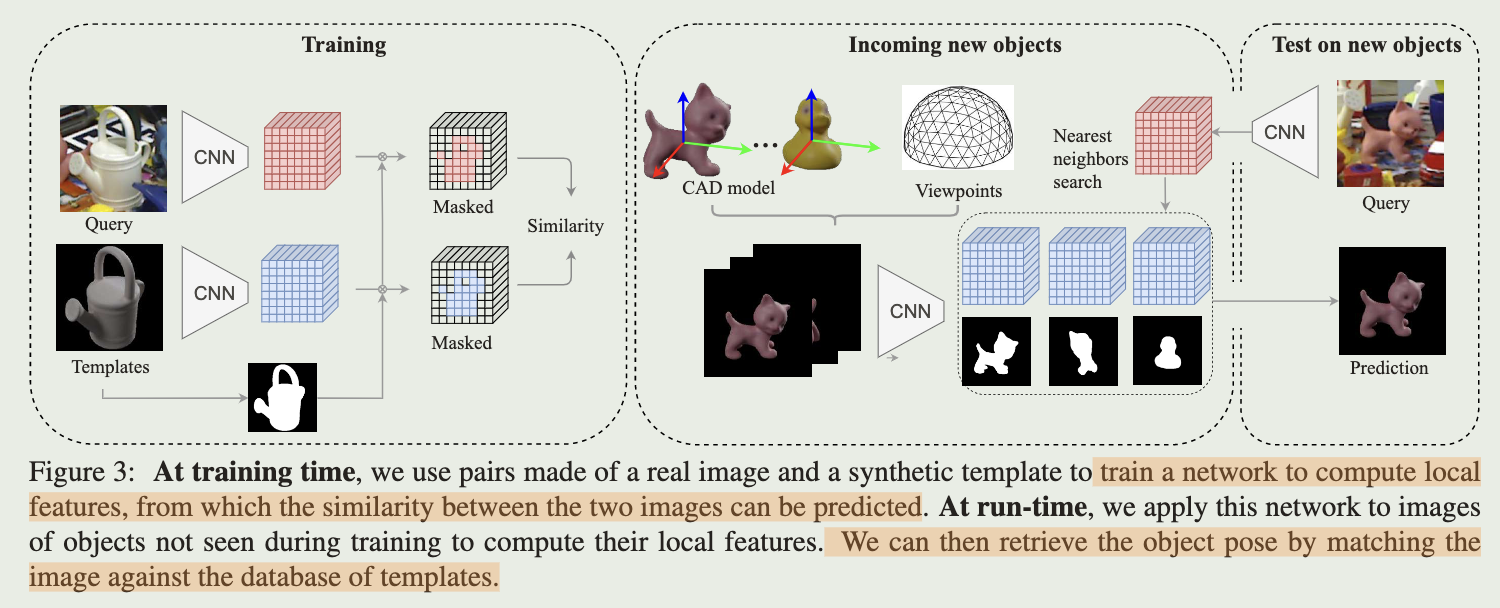 Training
CNN
Query
Masked
Similarity
CNN
Templates
Masked
Incoming new objects
CAD model
Viewpoints
Nearest
neighbors
search
CNN
Test on new objects
CNN
Query
Prediction
Figure 3: At training time, we use pairs made of a real image and a synthetic template to train a network to compute local
features, from which the similarity between the two images can be predicted. At run-time, we apply this network to images
of objects not seen during training to compute their local features. We can then retrieve the object pose by matching the
image against the database of templates.